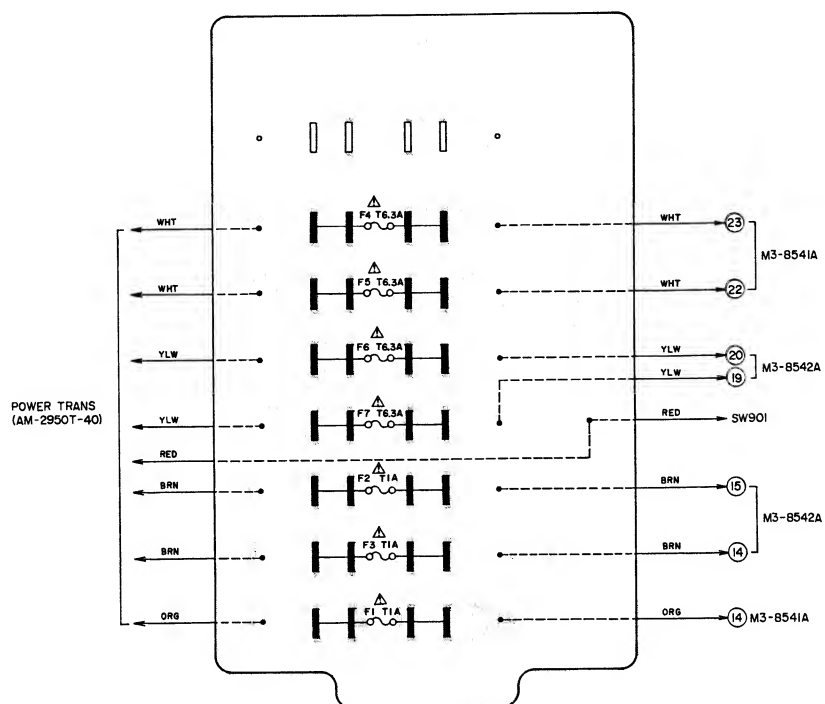 F4 T6.3A
WHT WHT 23
M3-8541A
F5 T6.3A
WHT WHT 22
F6 T6.3A
YLW YLW 20
M3-8542A
YLW 19
F7 T6.3A
POWER TRANS
(AM-2950T-40)
YLW RED SW901
RED
F2 T1A
BRN BRN 15
M3-8542A
F3 T1A
BRN BRN 14
F1 T1A
ORG ORG 14 M3-8541A